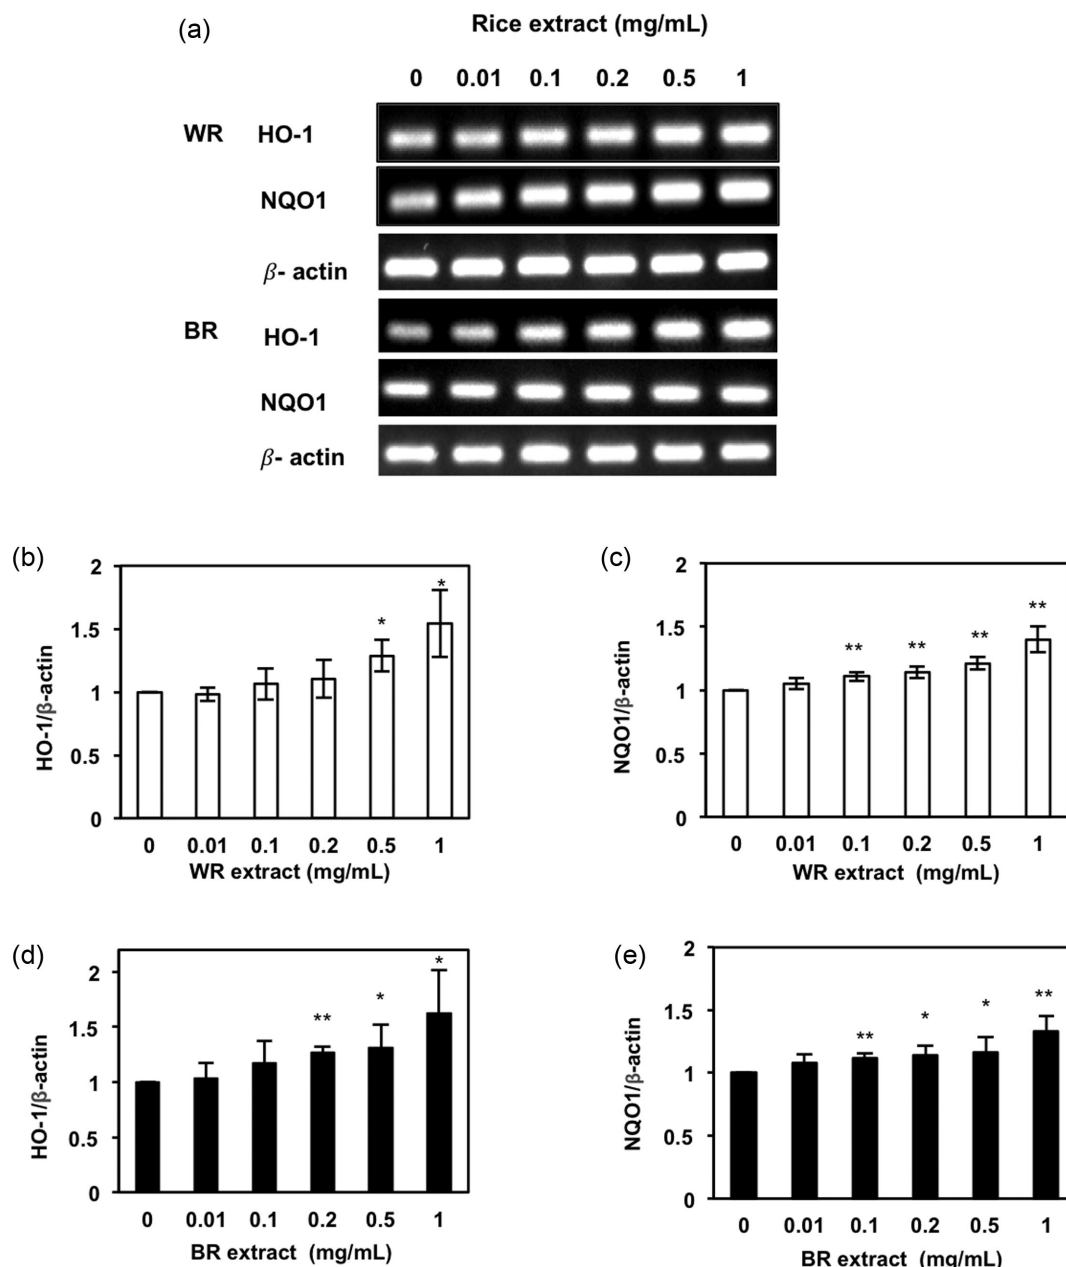 (a)
Rice extract (mg/mL)
0 0.01 0.1 0.2 0.5 1
WR HO-1
NQO1
β- actin
BR HO-1
NQO1
β- actin
(b)
HO-1/β-actin
2
1.5
1
0.5
0
*
*
0 0.01 0.1 0.2 0.5 1
WR extract (mg/mL)
(c)
NQO1/β-actin
2
1.5
1
0.5
0
**
**
**
**
0 0.01 0.1 0.2 0.5 1
WR extract (mg/mL)
(d)
HO-1/β-actin
2
1.5
1
0.5
0
**
*
*
0 0.01 0.1 0.2 0.5 1
BR extract (mg/mL)
(e)
NQO1/β-actin
2
1.5
1
0.5
0
**
*
*
**
0 0.01 0.1 0.2 0.5 1
BR extract (mg/mL)